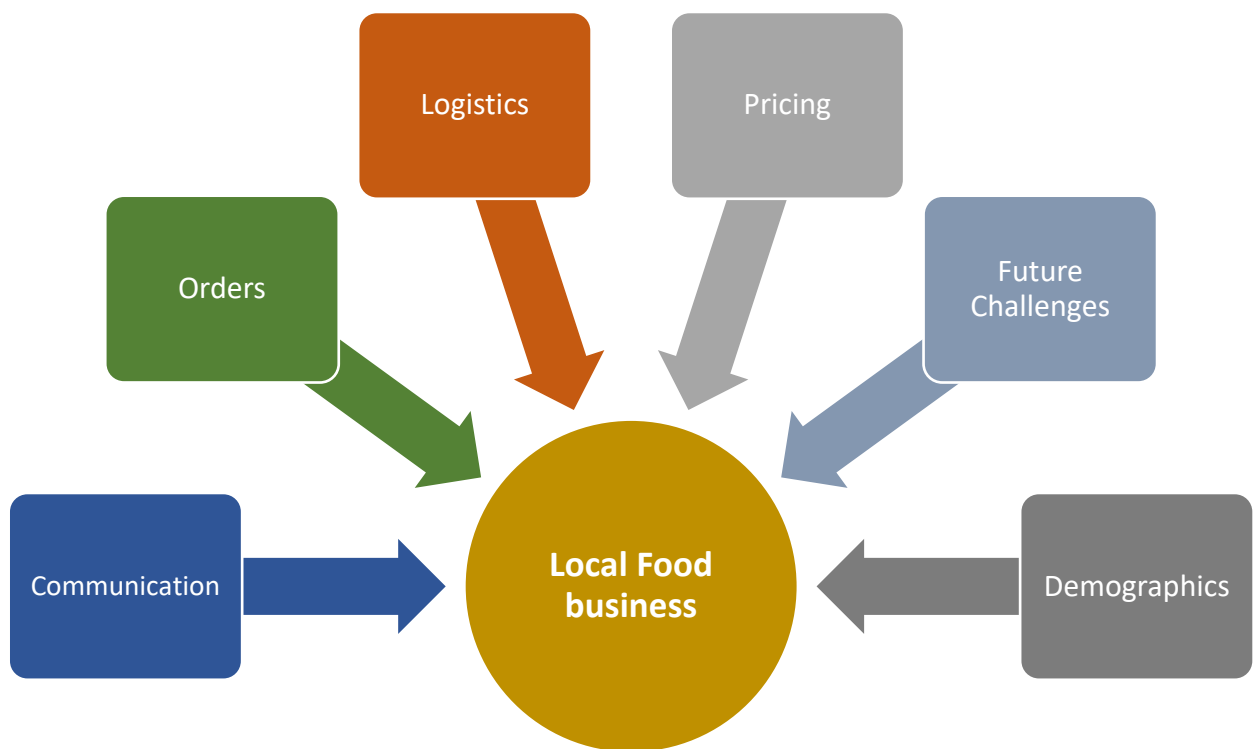 Logistics
Pricing
Orders
Future
Challenges
Communication
Local Food
business
Demographics